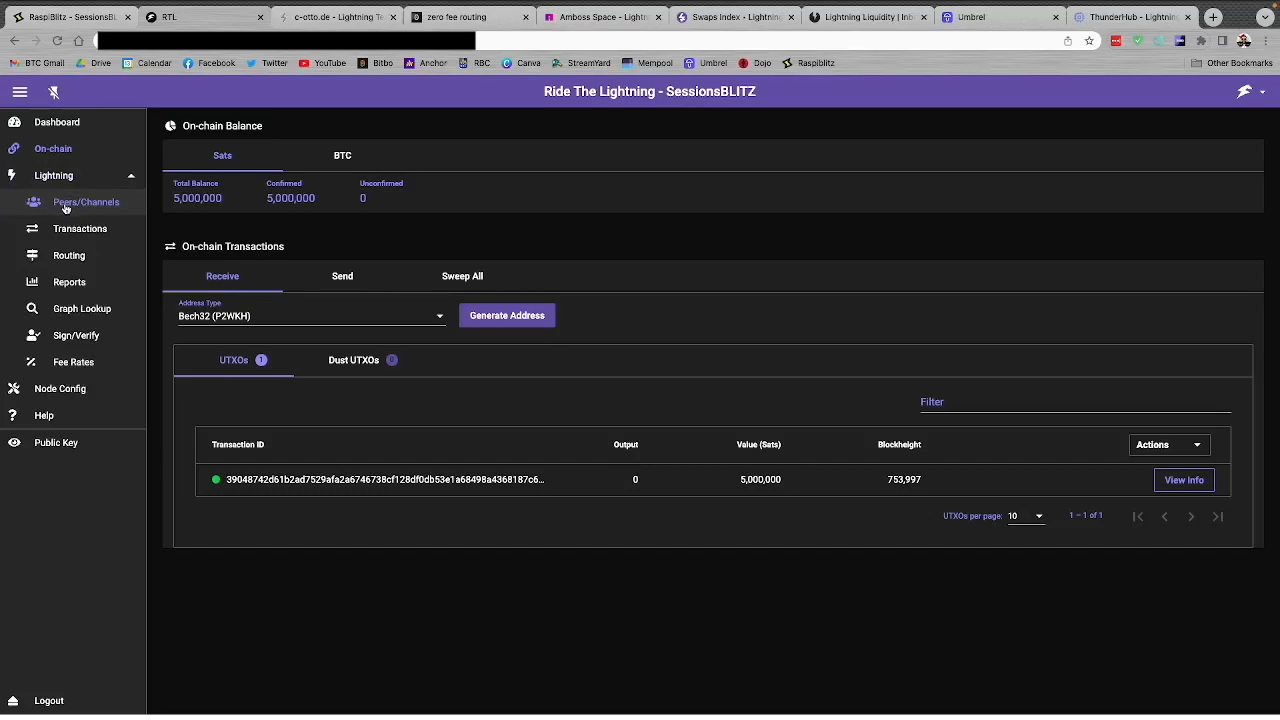 RaspiBlitz - SessionsBL
RTL
c-otto.de - Lightning Te
zero fee routing
Amboss Space - Lightn
Swaps Index - Lightning
Lightning Liquidity | Inb
Umbrel
ThunderHub - Lightnin
BTC Gmail
Drive
Calendar
Facebook
Twitter
YouTube
Bitbo
Anchor
RBC
Canva
StreamYard
Mempool
Umbrel
Dojo
Raspiblitz
Other Bookmarks
Ride The Lightning - SessionsBLITZ
Dashboard
On-chain
Lightning
Peers/Channels
Transactions
Routing
Reports
Graph Lookup
Sign/Verify
Fee Rates
Node Config
Help
Public Key
Logout
On-chain Balance
Sats
BTC
Total Balance
Confirmed
Unconfirmed
5,000,000
5,000,000
0
On-chain Transactions
Receive
Send
Sweep All
Address Type
Bech32 (P2WKH)
Generate Address
UTXOs 1
Dust UTXOs 0
Filter
Transaction ID
Output
Value (Sats)
Blockheight
Actions
39048742d61b2ad7529afa2a6746738cf128df0db53e1a68498a4368187c6...
0
5,000,000
753,997
View Info
UTXOs per page: 10
1 – 1 of 1